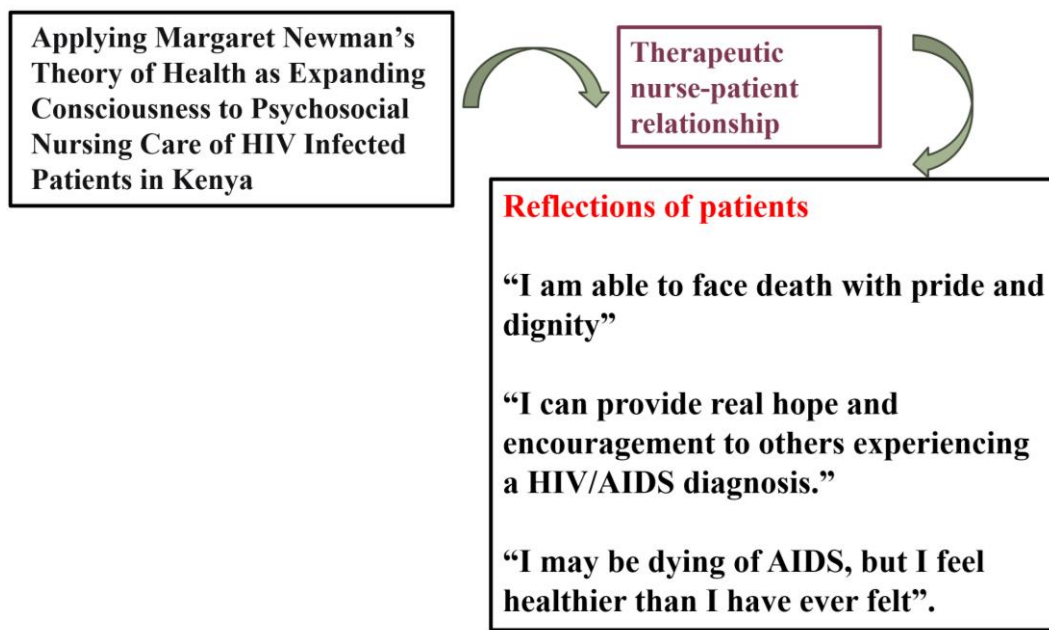 Applying Margaret Newman’s
Theory of Health as Expanding
Consciousness to Psychosocial
Nursing Care of HIV Infected
Patients in Kenya
Therapeutic
nurse-patient
relationship
Reflections of patients
“I am able to face death with pride and
dignity”
“I can provide real hope and
encouragement to others experiencing
a HIV/AIDS diagnosis.”
“I may be dying of AIDS, but I feel
healthier than I have ever felt”.